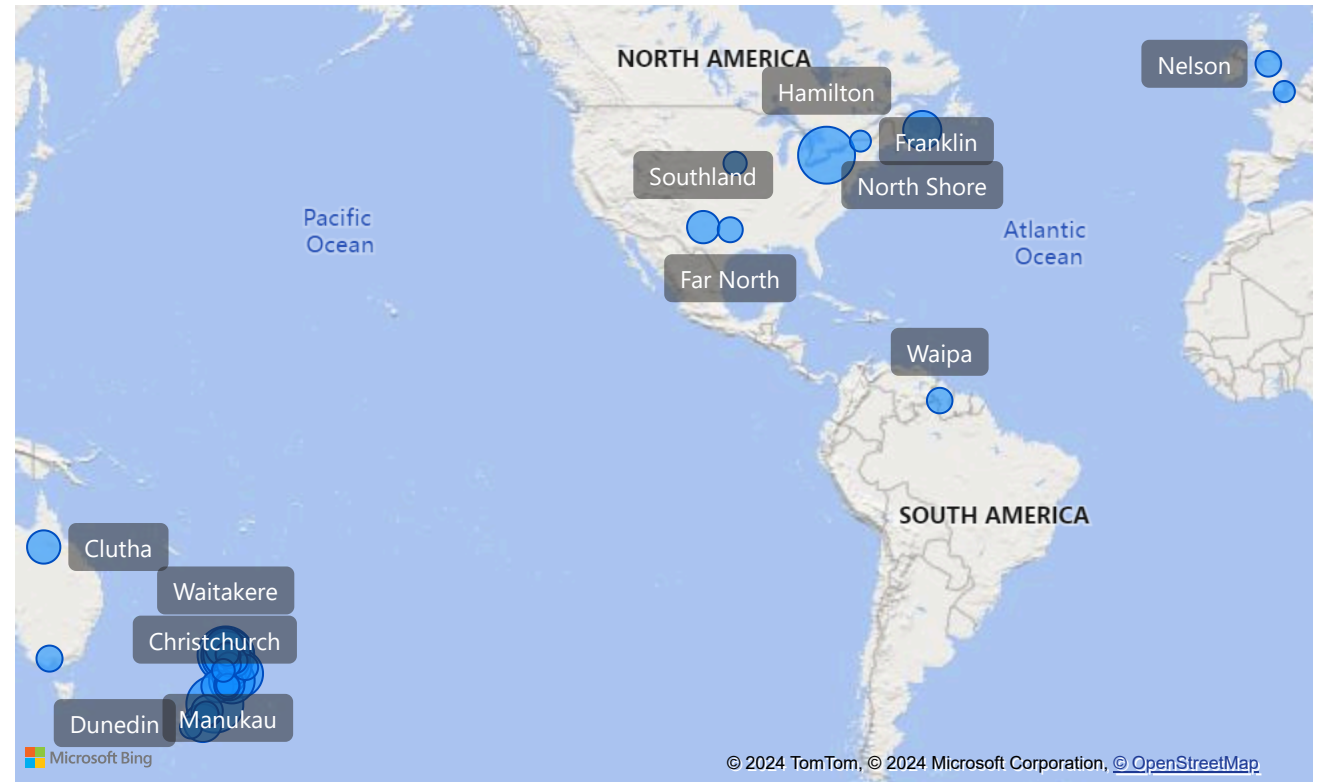 NORTH AMERICA
Nelson
Hamilton
Franklin
Southland
North Shore
Pacific
Ocean
Atlantic
Ocean
Far North
Waipa
SOUTH AMERICA
Clutha
Waitakere
Christchurch
Dunedin
Manukau
Microsoft Bing
© 2024 TomTom, © 2024 Microsoft Corporation, © OpenStreetMap